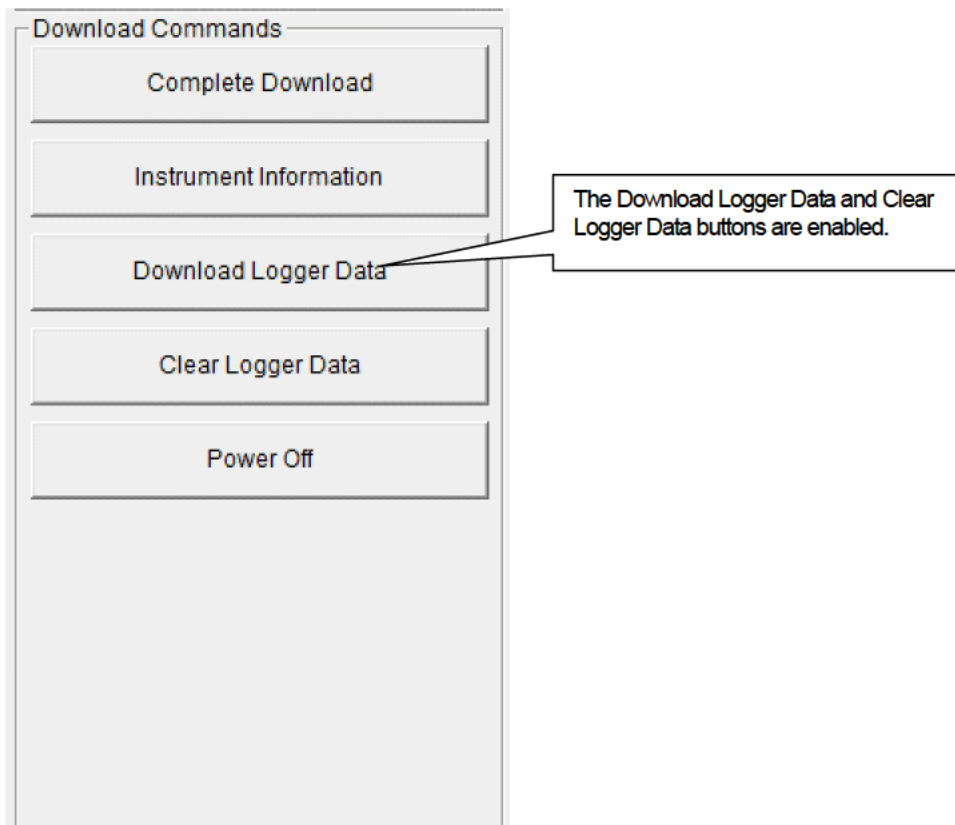 Download Commands
Complete Download
Instrument Information
Download Logger Data
Clear Logger Data
Power Off
The Download Logger Data and Clear
Logger Data buttons are enabled.